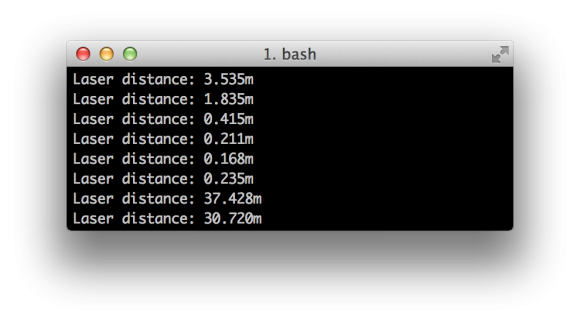 1. bash
Laser distance: 3.535m
Laser distance: 1.835m
Laser distance: 0.415m
Laser distance: 0.211m
Laser distance: 0.168m
Laser distance: 0.235m
Laser distance: 37.428m
Laser distance: 30.720m